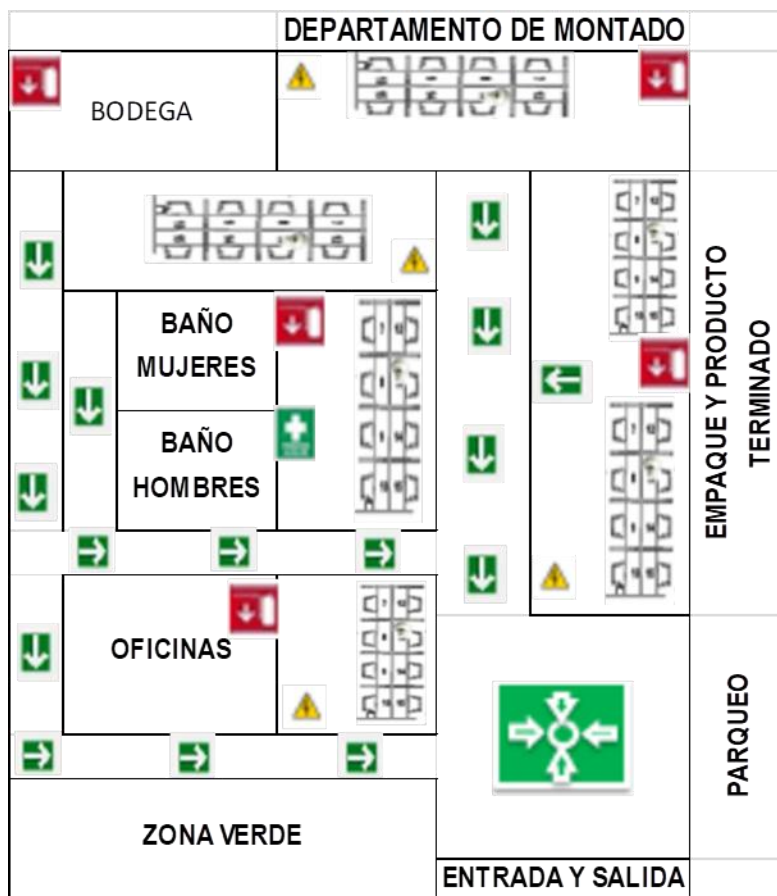 DEPARTAMENTO DE MONTADO
BODEGA
BAÑO
MUJERES
BAÑO
HOMBRES
EMPAQUE Y PRODUCTO
TERMINADO
OFICINAS
PARQUEO
ZONA VERDE
ENTRADA Y SALIDA